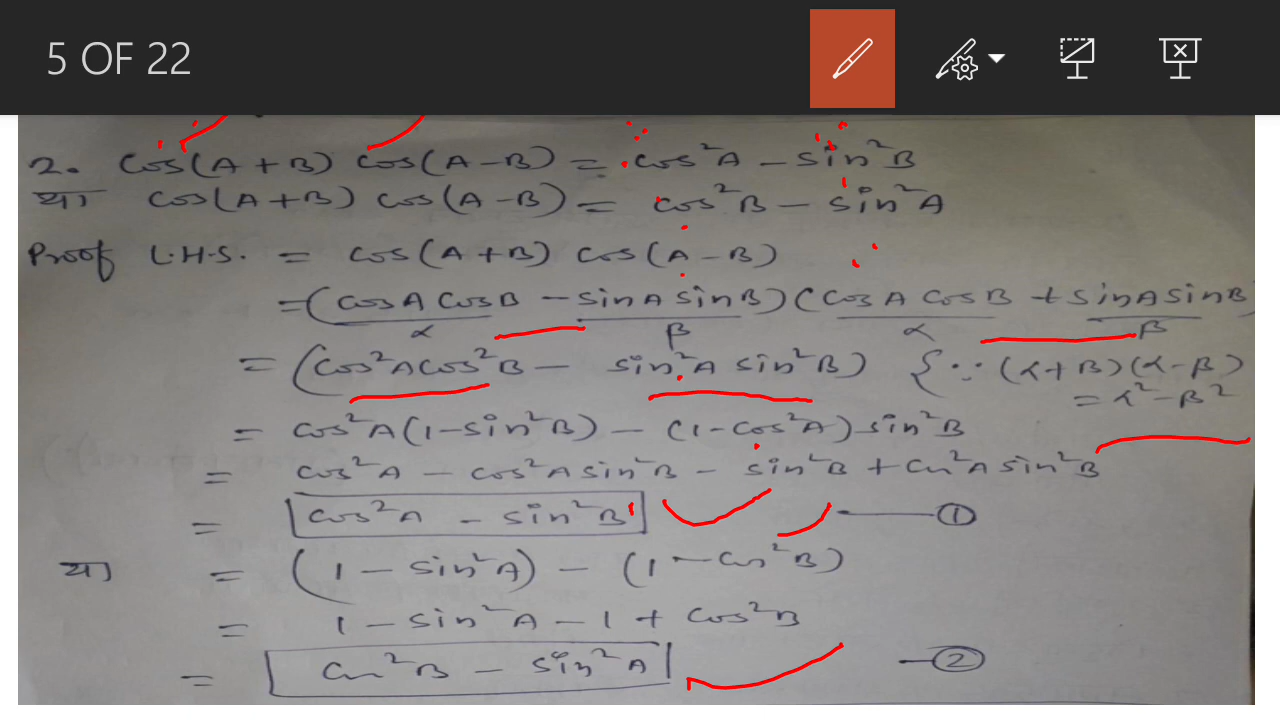 5 OF 22
2. cos(A+B) cos(A-B) = cos²A - sin²B
या cos(A+B) cos(A-B) = cos²B - sin²A
Proof L.H.S. = cos(A+B) cos(A-B)
= (cosA cosB - sinA sinB) (cosA cosB + sinA sinB
α β α β
= (cos²A cos²B - sin²A sin²B) {∵ (α+β)(α-β)
= α²-β²
= cos²A(1-sin²B) - (1-cos²A) sin²B
= cos²A - cos²A sin²B - sin²B + cos²A sin²B
= cos²A - sin²B ①
या = (1 - sin²A) - (1 - cos²B)
= 1 - sin²A - 1 + cos²B
= cos²B - sin²A ②